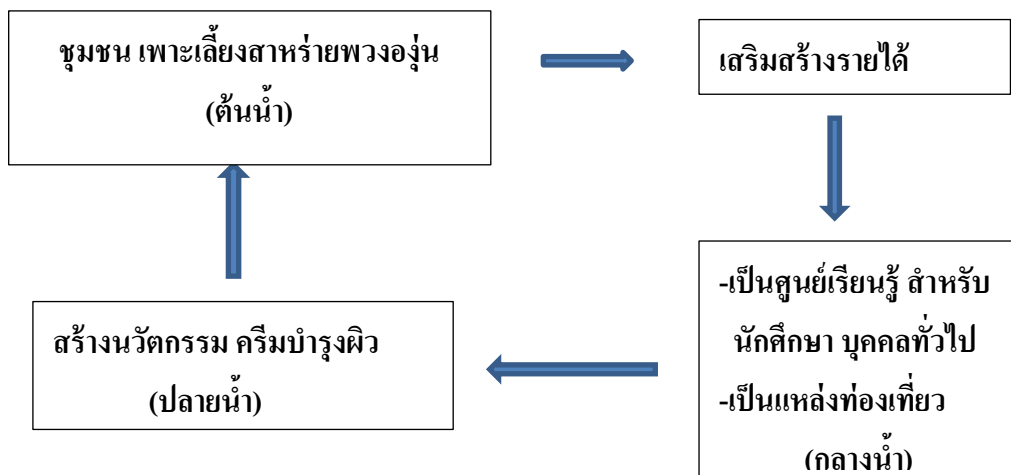 ชุมชน เพาะเลี้ยงสาหร่ายพวงองุ่น
(ต้นน้ำ)
เสริมสร้างรายได้
-เป็นศูนย์เรียนรู้ สำหรับ
นักศึกษา บุคคลทั่วไป
-เป็นแหล่งท่องเที่ยว
(กลางน้ำ)
สร้างนวัตกรรม ครีมบำรุงผิว
(ปลายน้ำ)